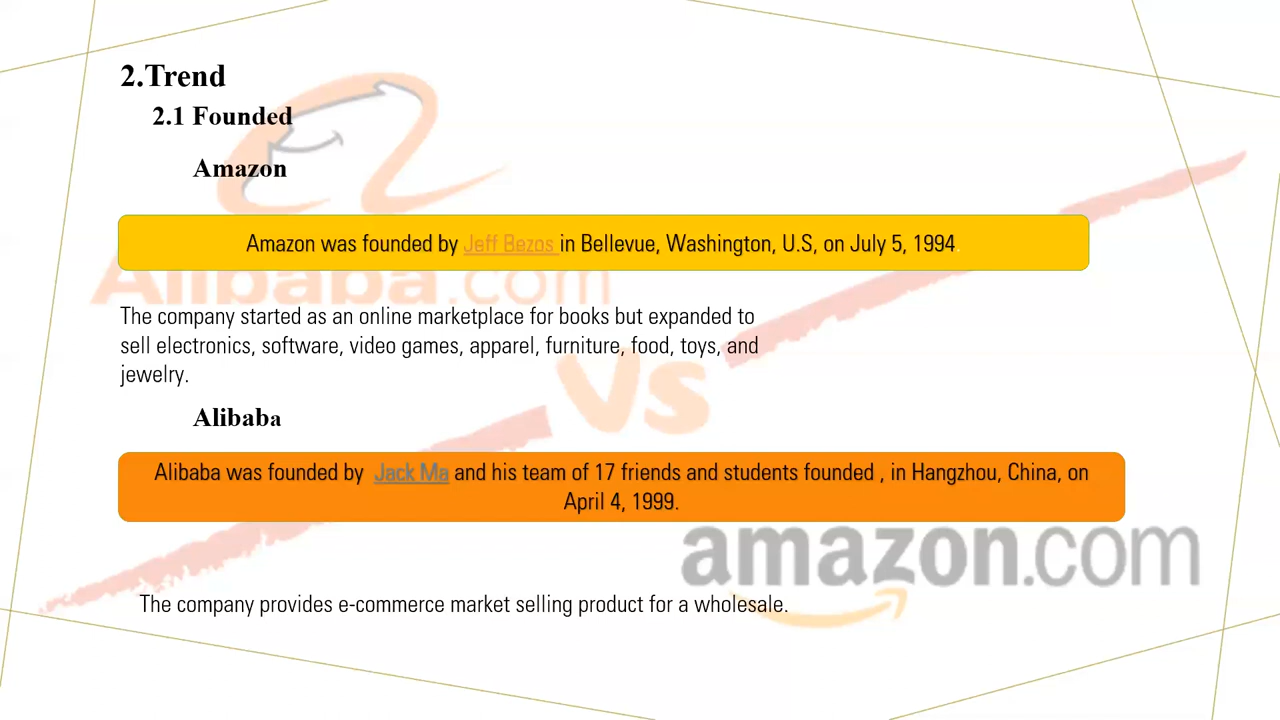 2.Trend
2.1 Founded
Amazon
Amazon was founded by Jeff Bezos in Bellevue, Washington, U.S, on July 5, 1994.
Alibaba.com
The company started as an online marketplace for books but expanded to
sell electronics, software, video games, apparel, furniture, food, toys, and
jewelry.
Vs
Alibaba
Alibaba was founded by Jack Ma and his team of 17 friends and students founded , in Hangzhou, China, on
April 4, 1999.
amazon.com
The company provides e-commerce market selling product for a wholesale.